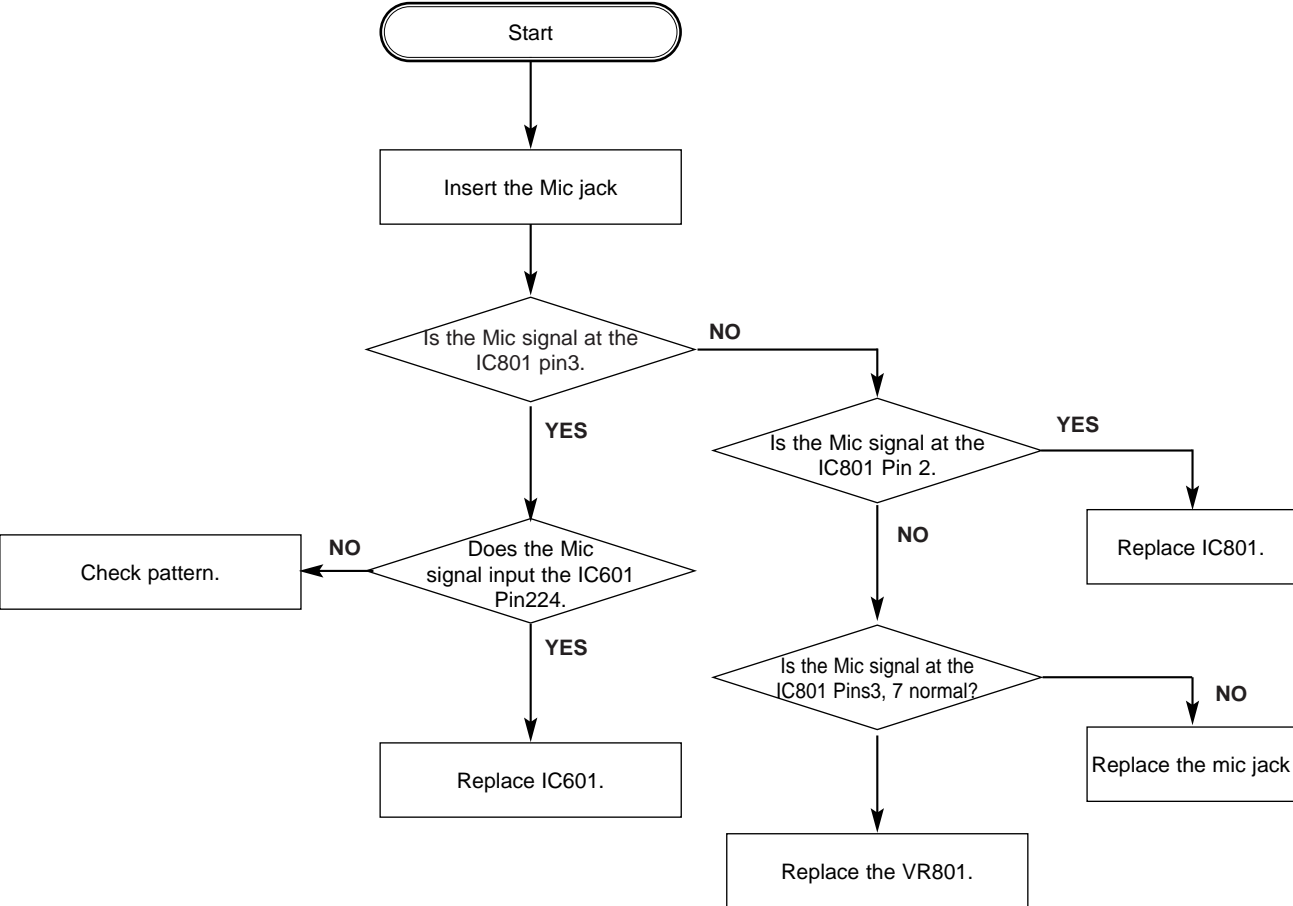 Start
Insert the Mic jack
Is the Mic signal at the
IC801 pin3.
NO
YES
Is the Mic signal at the
IC801 Pin 2.
YES
Replace IC801.
NO
Does the Mic
signal input the IC601
Pin224.
NO
Check pattern.
YES
Replace IC601.
Is the Mic signal at the
IC801 Pins3, 7 normal?
NO
Replace the mic jack
Replace the VR801.